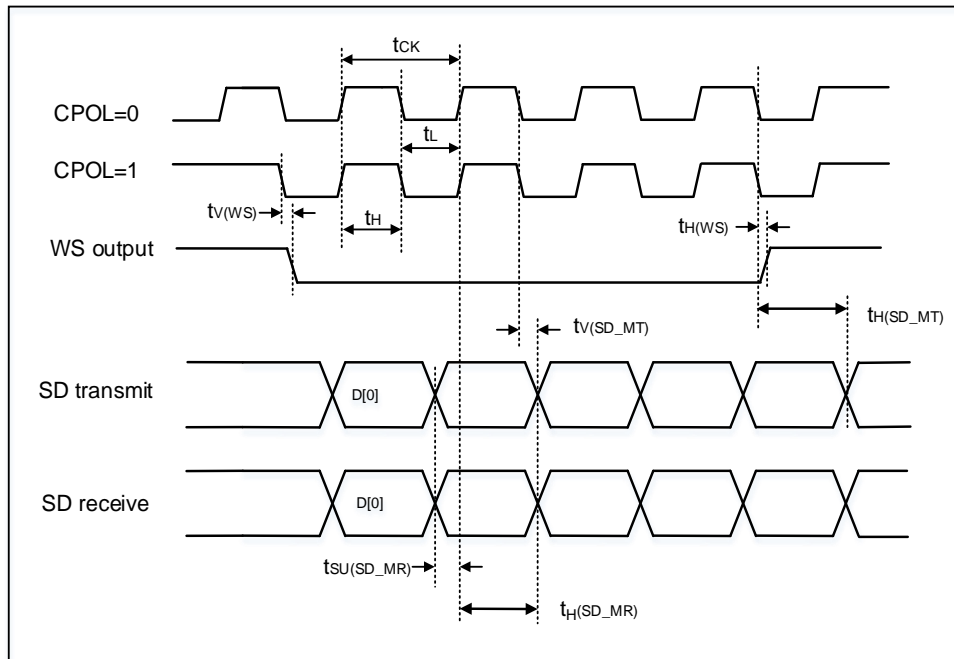 tCK
CPOL=0
tL
CPOL=1
tV(WS)
tH
tH(WS)
WS output
tV(SD_MT)
tH(SD_MT)
SD transmit
D[0]
SD receive
D[0]
tSU(SD_MR)
tH(SD_MR)